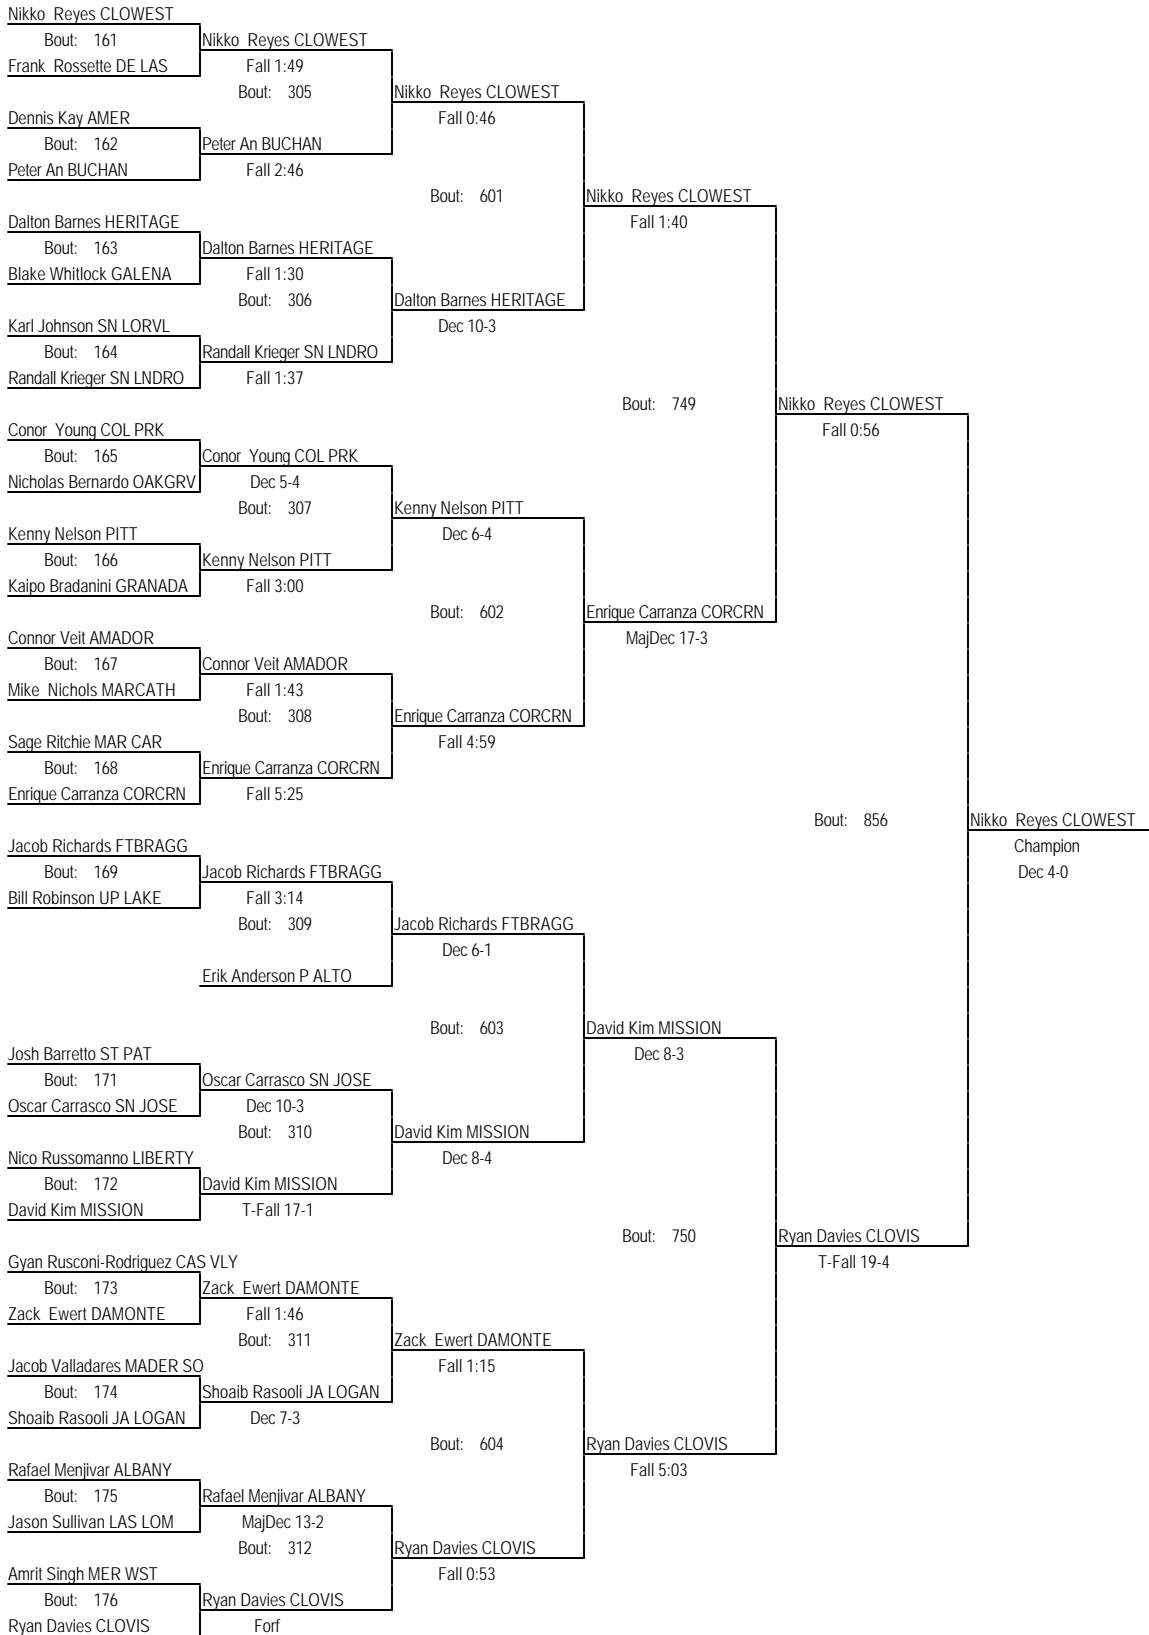 Nikko  Reyes CLOWEST
Bout: 161
Nikko  Reyes CLOWEST
Frank  Rossette DE LAS
Fall 1:49
Bout: 305
Nikko  Reyes CLOWEST
Dennis Kay AMER
Fall 0:46
Bout: 162
Peter An BUCHAN
Peter An BUCHAN
Fall 2:46
Bout: 601
Nikko  Reyes CLOWEST
Dalton Barnes HERITAGE
Fall 1:40
Bout: 163
Dalton Barnes HERITAGE
Blake Whitlock GALENA
Fall 1:30
Bout: 306
Dalton Barnes HERITAGE
Karl Johnson SN LORVL
Dec 10-3
Bout: 164
Randall Krieger SN LNDRO
Randall Krieger SN LNDRO
Fall 1:37
Bout: 749
Nikko  Reyes CLOWEST
Conor  Young COL PRK
Fall 0:56
Bout: 165
Conor  Young COL PRK
Nicholas Bernardo OAKGRV
Dec 5-4
Bout: 307
Kenny Nelson PITT
Kenny Nelson PITT
Dec 6-4
Bout: 166
Kenny Nelson PITT
Kaipo Bradanini GRANADA
Fall 3:00
Bout: 602
Enrique Carranza CORCRN
Connor Veit AMADOR
MajDec 17-3
Bout: 167
Connor Veit AMADOR
Mike  Nichols MARCATH
Fall 1:43
Bout: 308
Enrique Carranza CORCRN
Sage Ritchie MAR CAR
Fall 4:59
Bout: 168
Enrique Carranza CORCRN
Enrique Carranza CORCRN
Fall 5:25
Bout: 856
Nikko  Reyes CLOWEST
Jacob Richards FTBRAGG
Champion
Bout: 169
Jacob Richards FTBRAGG
Dec 4-0
Bill Robinson UP LAKE
Fall 3:14
Bout: 309
Jacob Richards FTBRAGG
Dec 6-1
Erik Anderson P ALTO
Bout: 603
David Kim MISSION
Josh Barretto ST PAT
Dec 8-3
Bout: 171
Oscar Carrasco SN JOSE
Oscar Carrasco SN JOSE
Dec 10-3
Bout: 310
David Kim MISSION
Nico Russomanno LIBERTY
Dec 8-4
Bout: 172
David Kim MISSION
David Kim MISSION
T-Fall 17-1
Bout: 750
Ryan Davies CLOVIS
Gyan Rusconi-Rodriguez CAS VLY
T-Fall 19-4
Bout: 173
Zack  Ewert DAMONTE
Zack  Ewert DAMONTE
Fall 1:46
Bout: 311
Zack  Ewert DAMONTE
Jacob Valladares MADER SO
Fall 1:15
Bout: 174
Shoaib Rasooli JA LOGAN
Shoaib Rasooli JA LOGAN
Dec 7-3
Bout: 604
Ryan Davies CLOVIS
Rafael Menjivar ALBANY
Fall 5:03
Bout: 175
Rafael Menjivar ALBANY
Jason Sullivan LAS LOM
MajDec 13-2
Bout: 312
Ryan Davies CLOVIS
Amrit Singh MER WST
Fall 0:53
Bout: 176
Ryan Davies CLOVIS
Ryan Davies CLOVIS
Forf